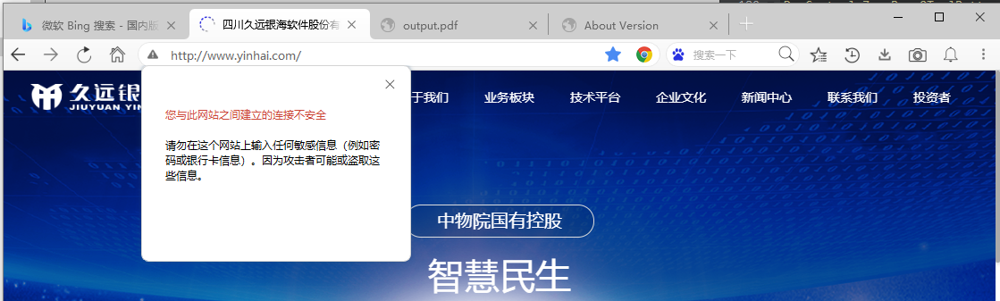 微软 Bing 搜索 - 国内版
四川久远银海软件股份有
output.pdf
About Version
http://www.yinhai.com/
搜索一下
久远银
JIUYUAN YIN
于我们
业务板块
技术平台
企业文化
新闻中心
联系我们
投资者
您与此网站之间建立的连接不安全
请勿在这个网站上输入任何敏感信息（例如密
码或银行卡信息）。因为攻击者可能或盗取这
些信息。
中物院国有控股
智慧民生